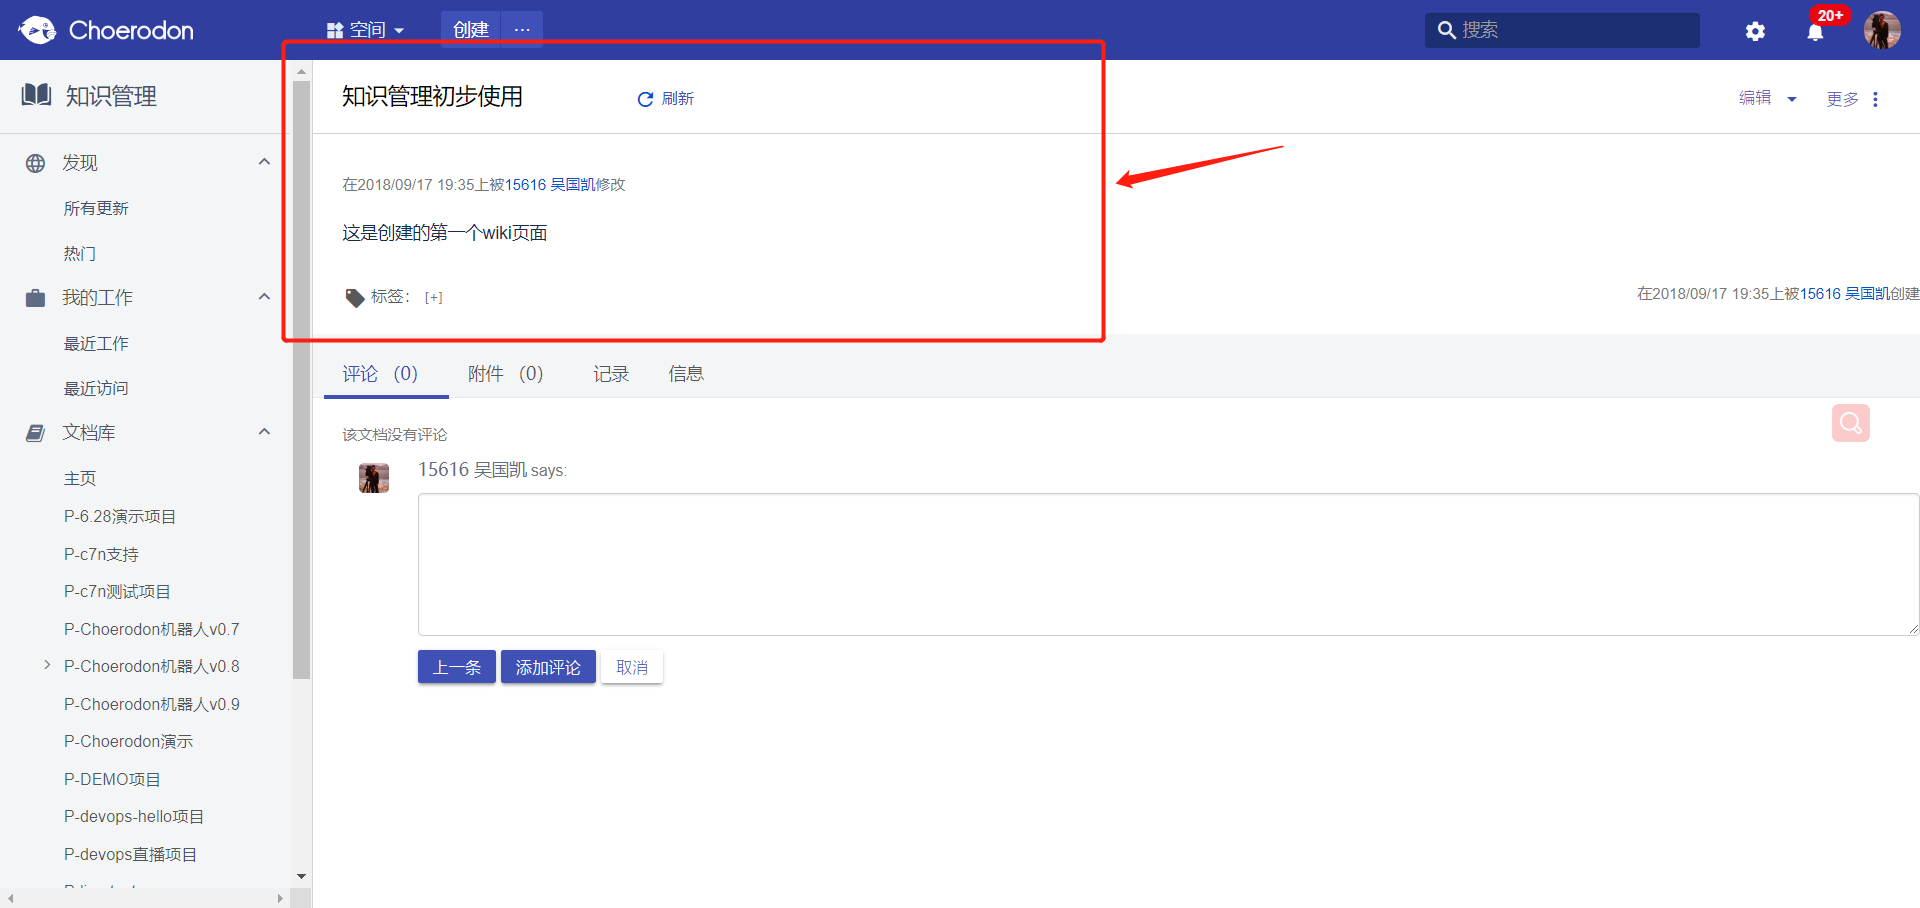 Choerodon
空间
创建
...
搜索
20+
知识管理
发现
所有更新
热门
我的工作
最近工作
最近访问
文档库
主页
P-6.28演示项目
P-c7n支持
P-c7n测试项目
P-Choerodon机器人v0.7
P-Choerodon机器人v0.8
P-Choerodon机器人v0.9
P-Choerodon演示
P-DEMO项目
P-devops-hello项目
P-devops直播项目
知识管理初步使用
刷新
编辑
更多
在2018/09/17 19:35上被15616 吴国凯修改
这是创建的第一个wiki页面
标签： [+]
在2018/09/17 19:35上被15616 吴国凯创建
评论 （0）
附件 （0）
记录
信息
该文档没有评论
15616 吴国凯 says:
上一条
添加评论
取消